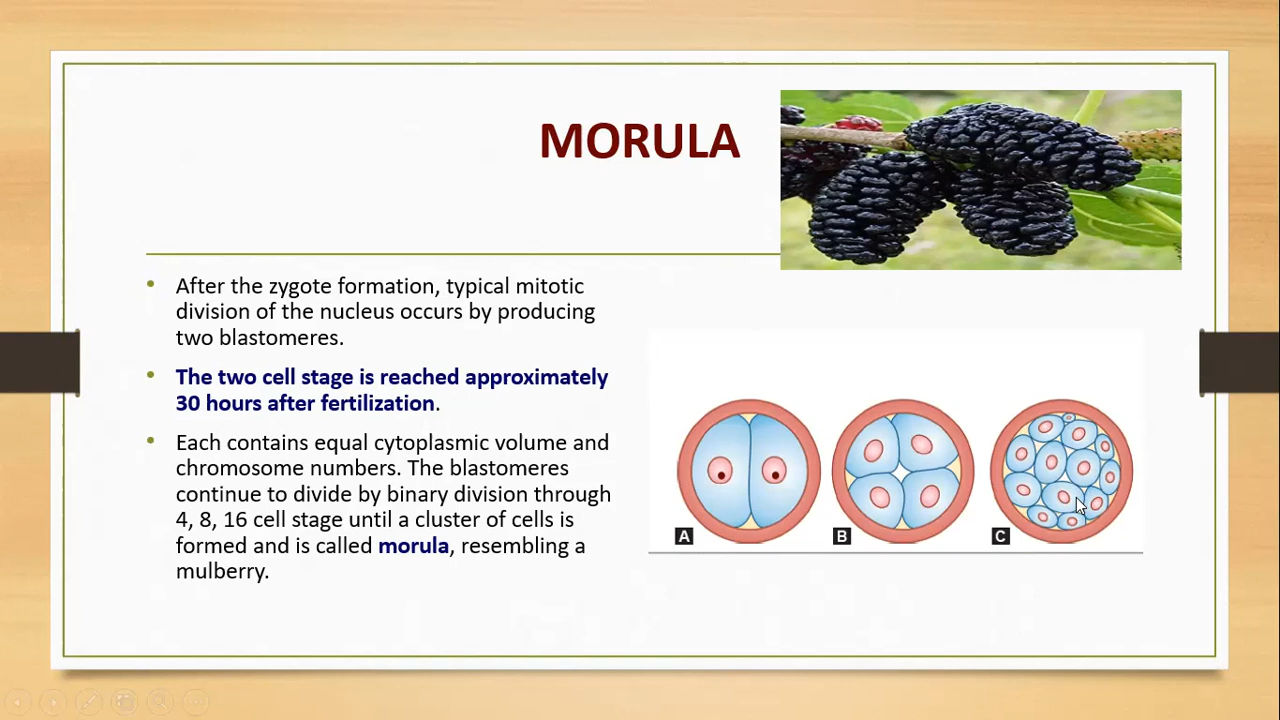 MORULA
After the zygote formation, typical mitotic
division of the nucleus occurs by producing
two blastomeres.
The two cell stage is reached approximately
30 hours after fertilization.
Each contains equal cytoplasmic volume and
chromosome numbers. The blastomeres
continue to divide by binary division through
4, 8, 16 cell stage until a cluster of cells is
formed and is called morula, resembling a
mulberry.
A
B
C